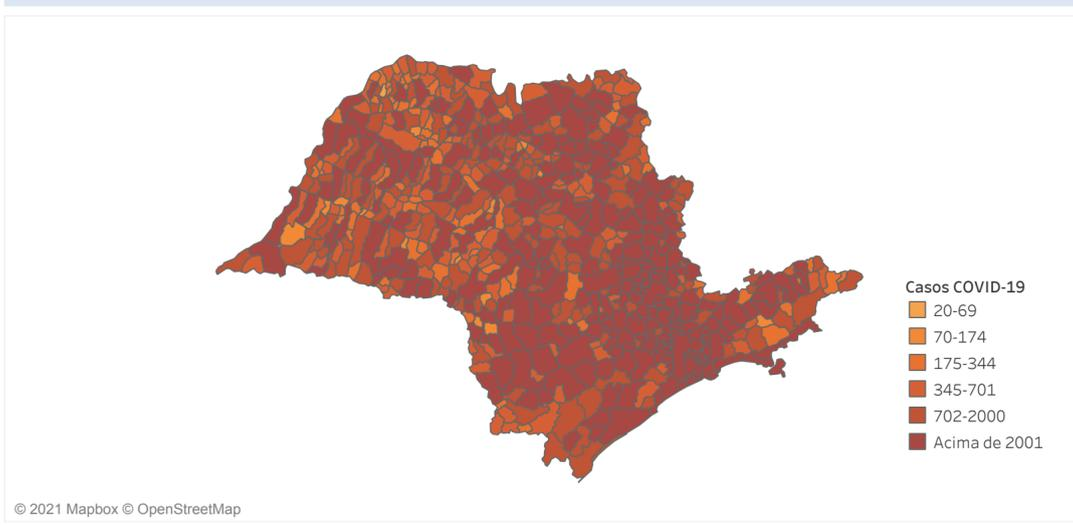 Casos COVID-19
20-69
70-174
175-344
345-701
702-2000
Acima de 2001
© 2021 Mapbox © OpenStreetMap